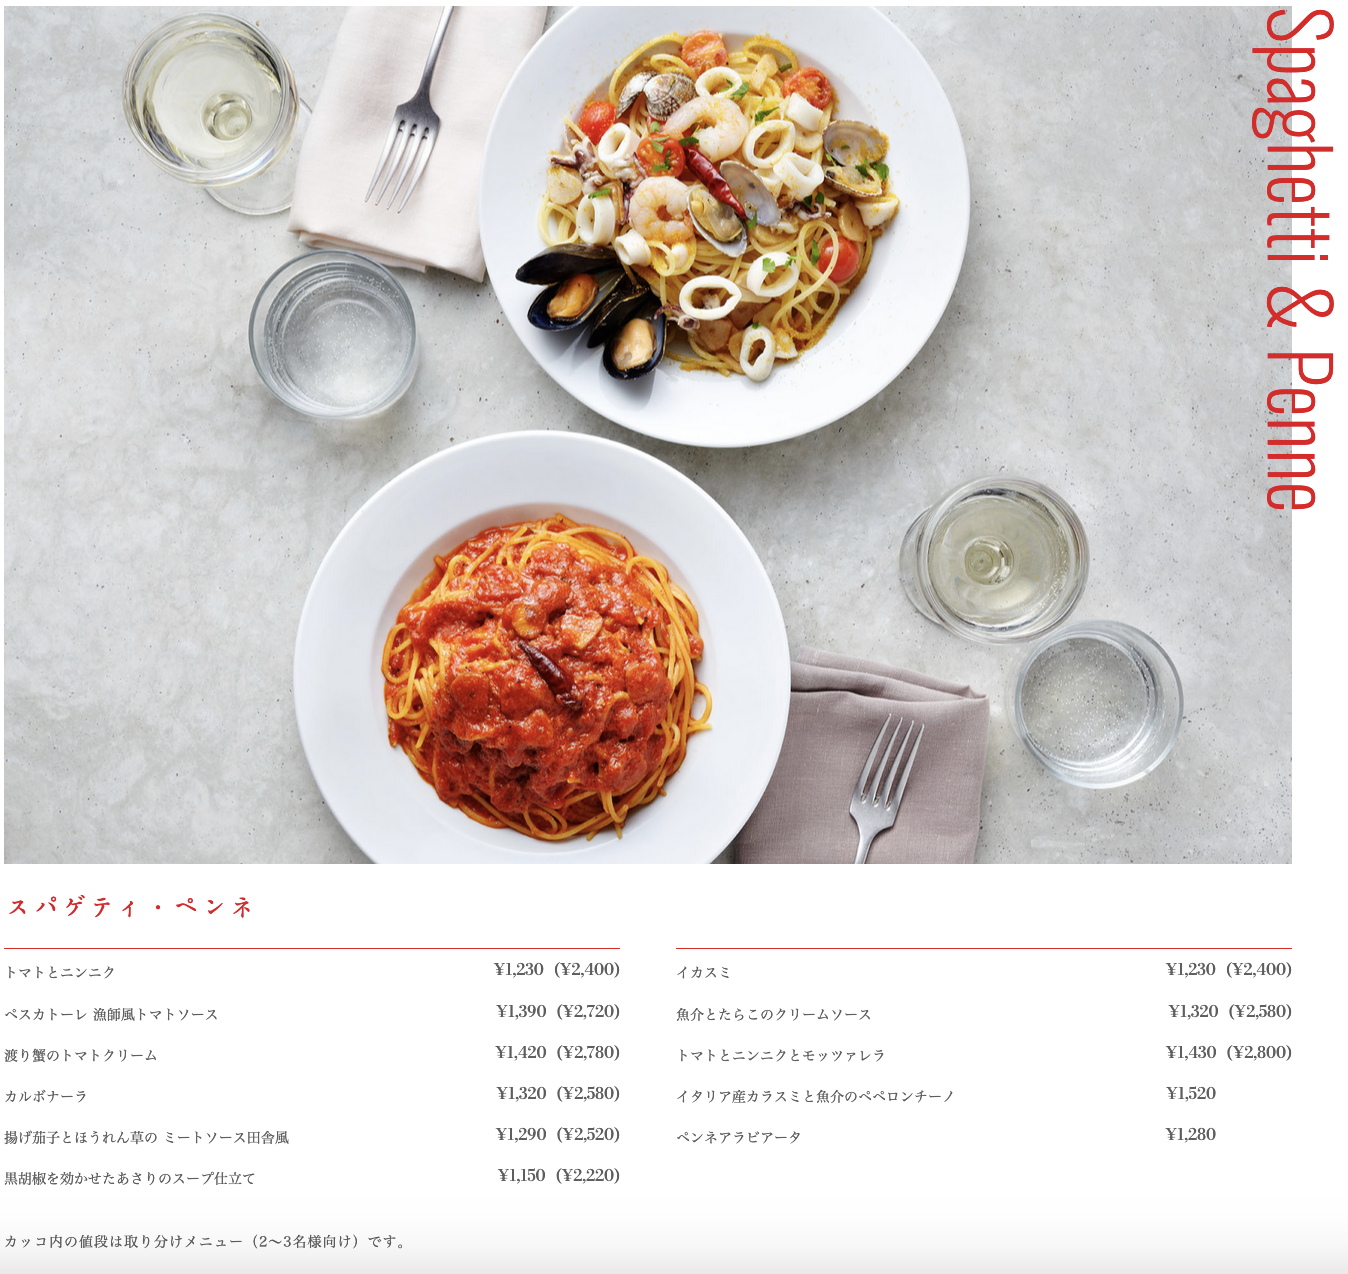 Spaghetti & Penne
スパゲティ・ペンネ
トマトとニンニク ¥1,230 (¥2,400)
ペスカトーレ 漁師風トマトソース ¥1,390 (¥2,720)
渡り蟹のトマトクリーム ¥1,420 (¥2,780)
カルボナーラ ¥1,320 (¥2,580)
揚げ茄子とほうれん草の ミートソース田舎風 ¥1,290 (¥2,520)
黒胡椒を効かせたあさりのスープ仕立て ¥1,150 (¥2,220)
イカスミ ¥1,230 (¥2,400)
魚介とたらこのクリームソース ¥1,320 (¥2,580)
トマトとニンニクとモッツァレラ ¥1,430 (¥2,800)
イタリア産カラスミと魚介のペペロンチーノ ¥1,520
ペンネアラビアータ ¥1,280
カッコ内の値段は取り分けメニュー（2〜3名様向け）です。